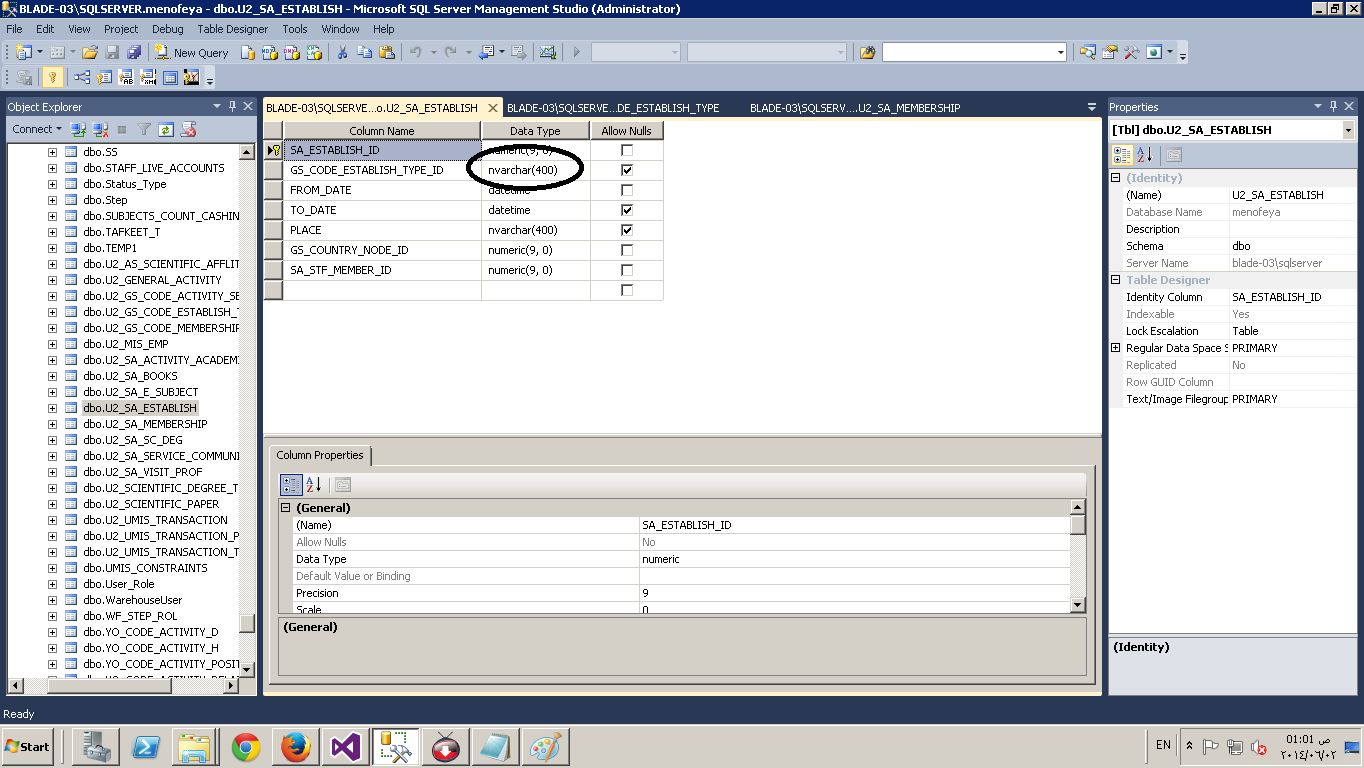 BLADE-03\SQLSERVER.menofeya - dbo.U2_SA_ESTABLISH - Microsoft SQL Server Management Studio (Administrator)
File Edit View Project Debug Table Designer Tools Window Help
New Query
Object Explorer
Connect
dbo.SS
dbo.STAFF_LIVE_ACCOUNTS
dbo.Status_Type
dbo.Step
dbo.SUBJECTS_COUNT_CASHIN
dbo.TAFKEET_T
dbo.TEMP1
dbo.U2_AS_SCIENTIFIC_AFFLIT
dbo.U2_GENERAL_ACTIVITY
dbo.U2_GS_CODE_ACTIVITY_SE
dbo.U2_GS_CODE_ESTABLISH_T
dbo.U2_GS_CODE_MEMBERSHIP
dbo.U2_MIS_EMP
dbo.U2_SA_ACTIVITY_ACADEMI
dbo.U2_SA_BOOKS
dbo.U2_SA_E_SUBJECT
dbo.U2_SA_ESTABLISH
dbo.U2_SA_MEMBERSHIP
dbo.U2_SA_SC_DEG
dbo.U2_SA_SERVICE_COMMUNI
dbo.U2_SA_VISIT_PROF
dbo.U2_SCIENTIFIC_DEGREE_T
dbo.U2_SCIENTIFIC_PAPER
dbo.U2_UMIS_TRANSACTION
dbo.U2_UMIS_TRANSACTION_P
dbo.U2_UMIS_TRANSACTION_T
dbo.UMIS_CONSTRAINTS
dbo.User_Role
dbo.WarehouseUser
dbo.WF_STEP_ROL
dbo.YO_CODE_ACTIVITY_D
dbo.YO_CODE_ACTIVITY_H
dbo.YO_CODE_ACTIVITY_POSIT
BLADE-03\SQLSERVE...o.U2_SA_ESTABLISH BLADE-03\SQLSERVE...DE_ESTABLISH_TYPE BLADE-03\SQLSERV....U2_SA_MEMBERSHIP
Column Name Data Type Allow Nulls
SA_ESTABLISH_ID numeric(9, 0)
GS_CODE_ESTABLISH_TYPE_ID nvarchar(400)
FROM_DATE datetime
TO_DATE datetime
PLACE nvarchar(400)
GS_COUNTRY_NODE_ID numeric(9, 0)
SA_STF_MEMBER_ID numeric(9, 0)
Column Properties
(General)
(Name) SA_ESTABLISH_ID
Allow Nulls No
Data Type numeric
Default Value or Binding
Precision 9
Scale 0
(General)
Properties
[Tbl] dbo.U2_SA_ESTABLISH
(Identity)
(Name) U2_SA_ESTABLISH
Database Name menofeya
Description
Schema dbo
Server Name blade-03\sqlserver
Table Designer
Identity Column SA_ESTABLISH_ID
Indexable Yes
Lock Escalation Table
Regular Data Space S PRIMARY
Replicated No
Row GUID Column
Text/Image Filegroup PRIMARY
(Identity)
Ready
Start
EN
01:01 ص
٢٠١٤/٠٦/٠٢